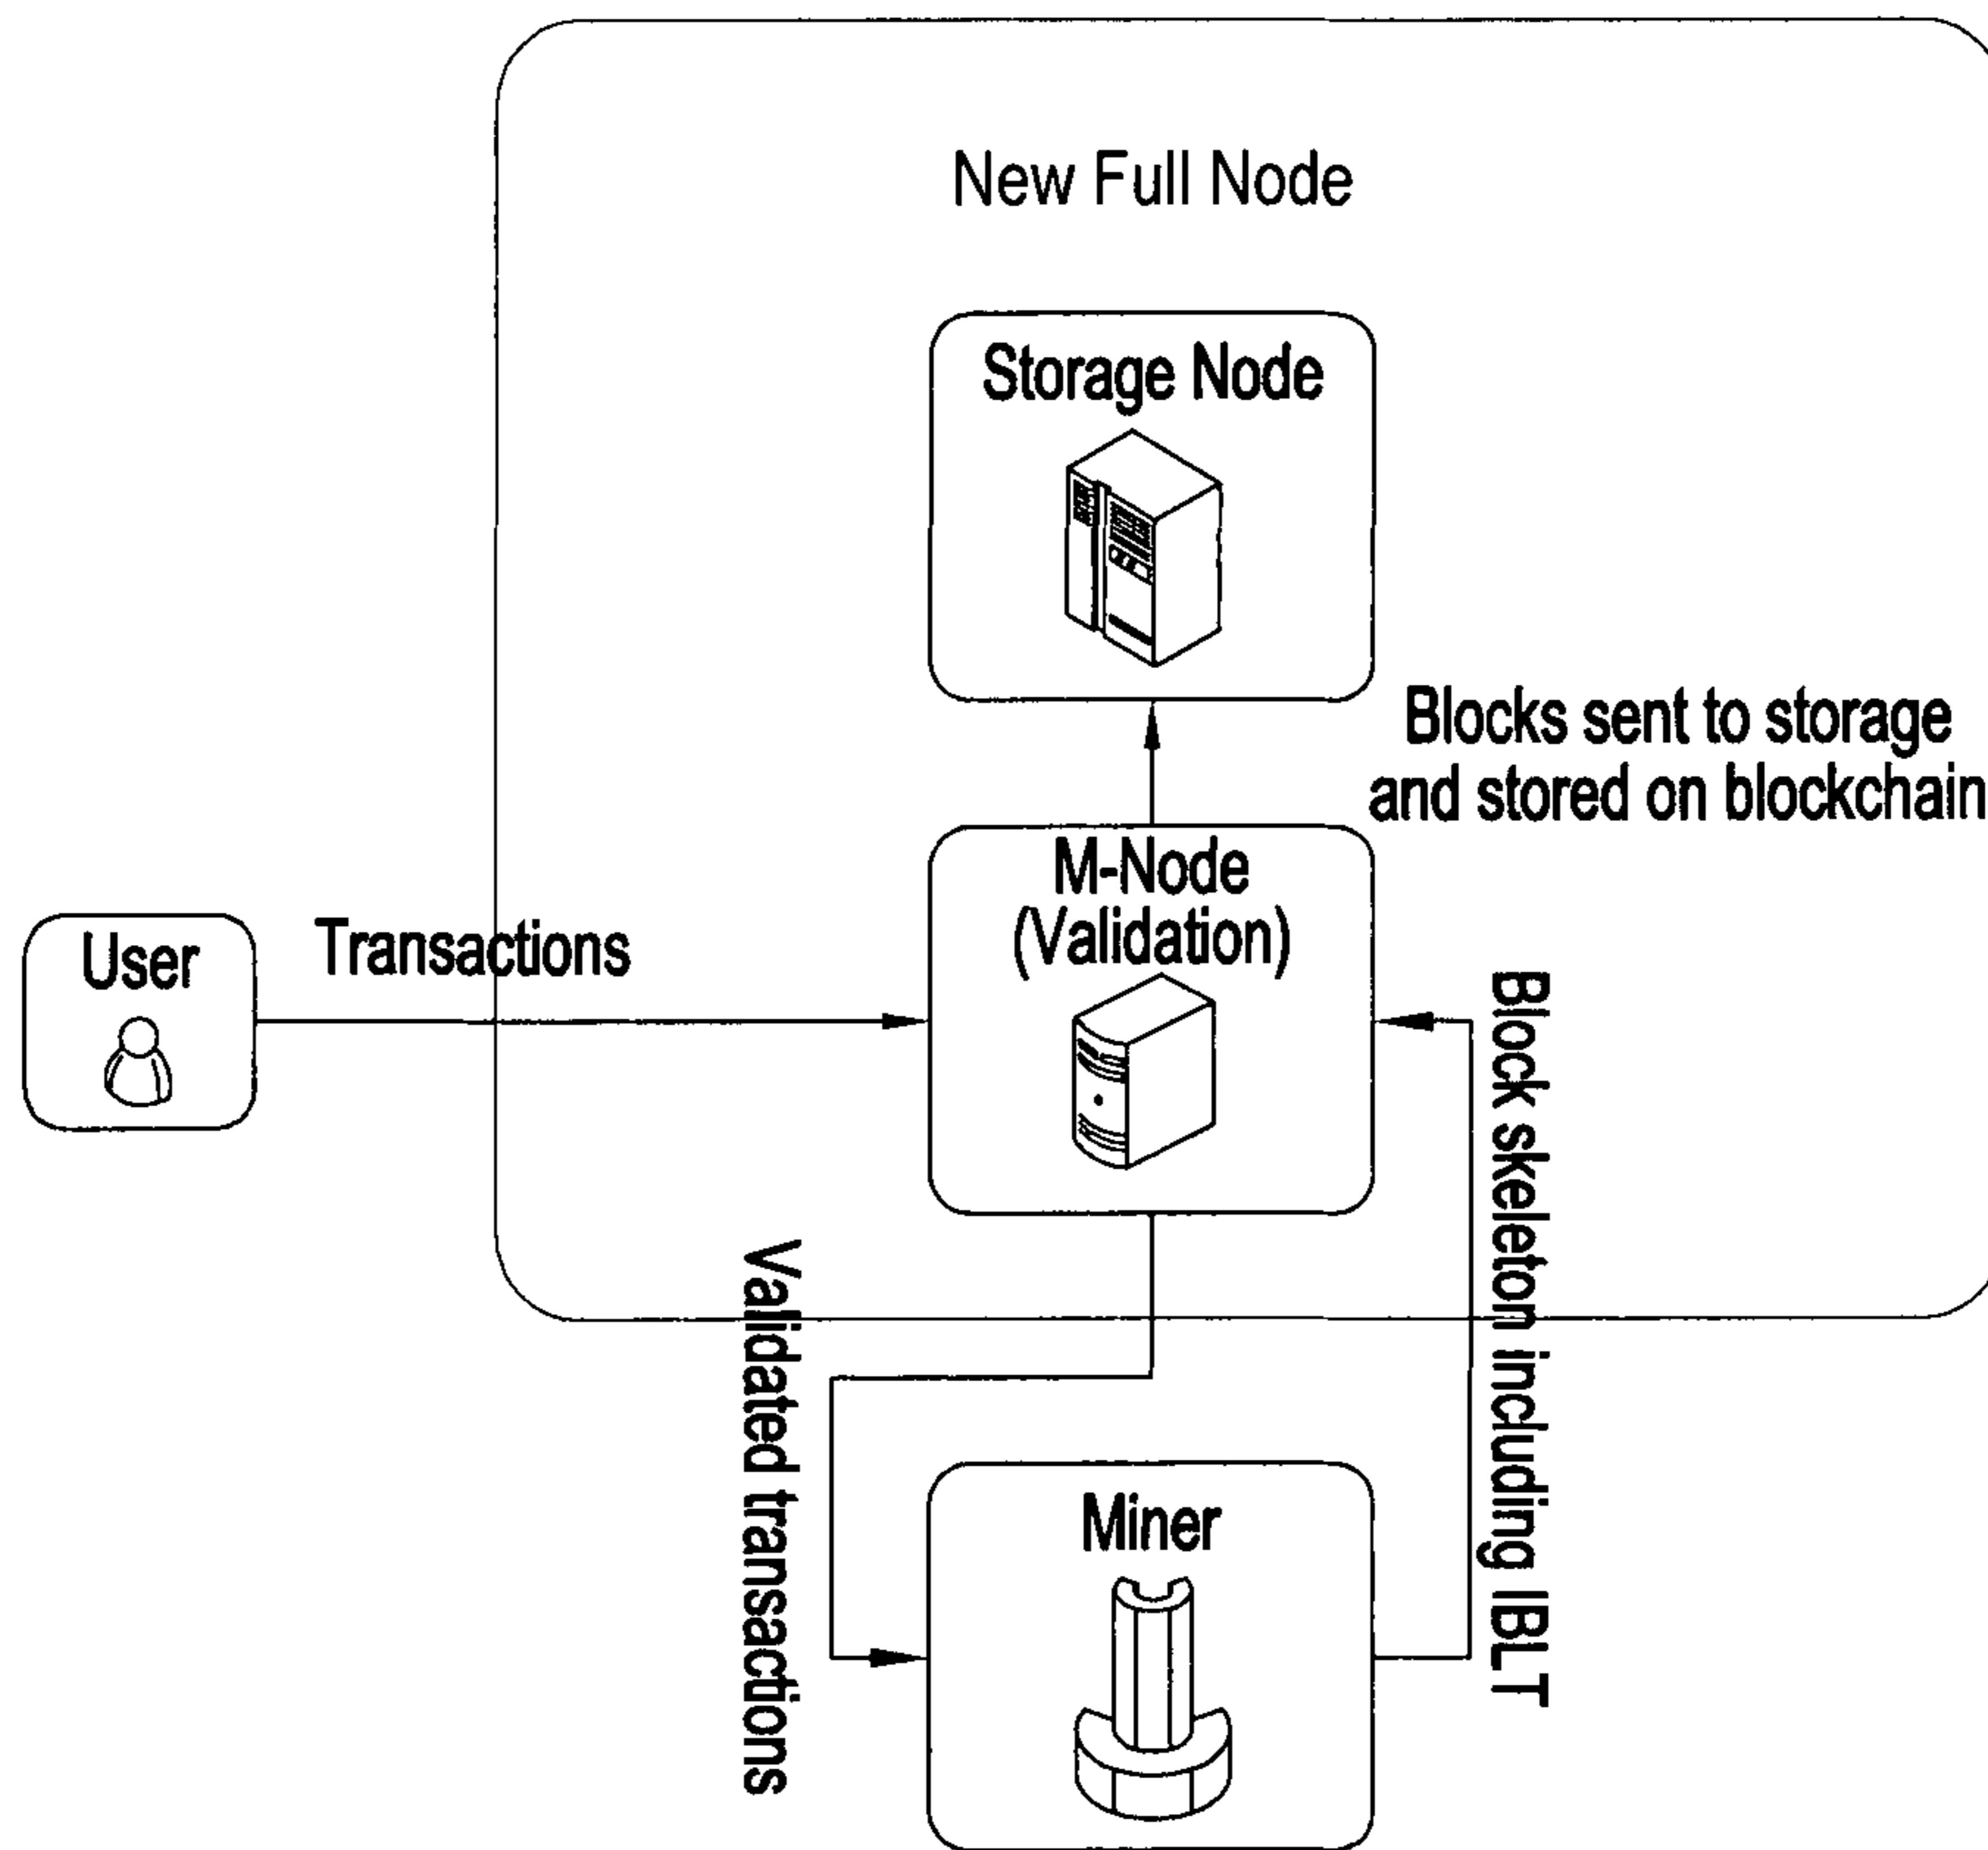 New Full Node
Storage Node
Blocks sent to storage
and stored on blockchain
M-Node
(Validation)
User
Transactions
Block skeleton including IBLT
Validated transactions
Miner